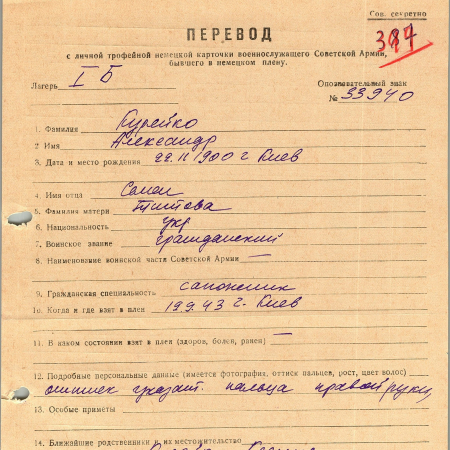 Сов. секретно
387
ПЕРЕВОД
с личной трофейной немецкой карточки военнослужащего Советской Армии,
бывшего в немецком плену.
Лагерь I Б
Опознавательный знак
№ 33940
1. Фамилия Курейко
2. Имя Александр
3. Дата и место рождения 22.11.1900 г Киев
4. Имя отца Семен
5. Фамилия матери Титова
6. Национальность укр
7. Воинское звание гражданский
8. Наименование воинской части Советской Армии —
9. Гражданская специальность сапожник
10. Когда и где взят в плен 19.9.43 г. Киев
11. В каком состоянии взят в плен (здоров, болен, ранен) —
12. Подробные персональные данные (имеется фотография, оттиск пальцев, рост, цвет волос)
оттиск указат. пальца правой руки
13. Особые приметы
14. Ближайшие родственники и их местожительство